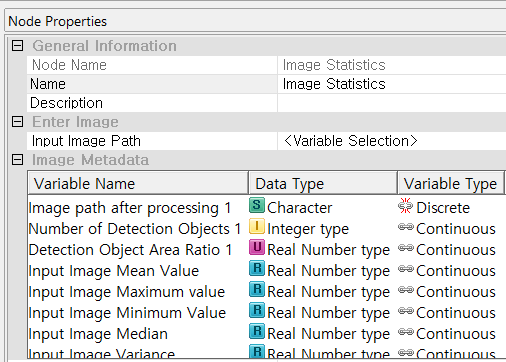 Node Properties
General Information
Node Name Image Statistics
Name Image Statistics
Description
Enter Image
Input Image Path <Variable Selection>
Image Metadata
Variable Name Data Type Variable Type
Image path after processing 1 S Character Discrete
Number of Detection Objects 1 I Integer type Continuous
Detection Object Area Ratio 1 U Real Number type Continuous
Input Image Mean Value R Real Number type Continuous
Input Image Maximum value R Real Number type Continuous
Input Image Minimum Value R Real Number type Continuous
Input Image Median R Real Number type Continuous
Input Image Variance R Real Number type Continuous